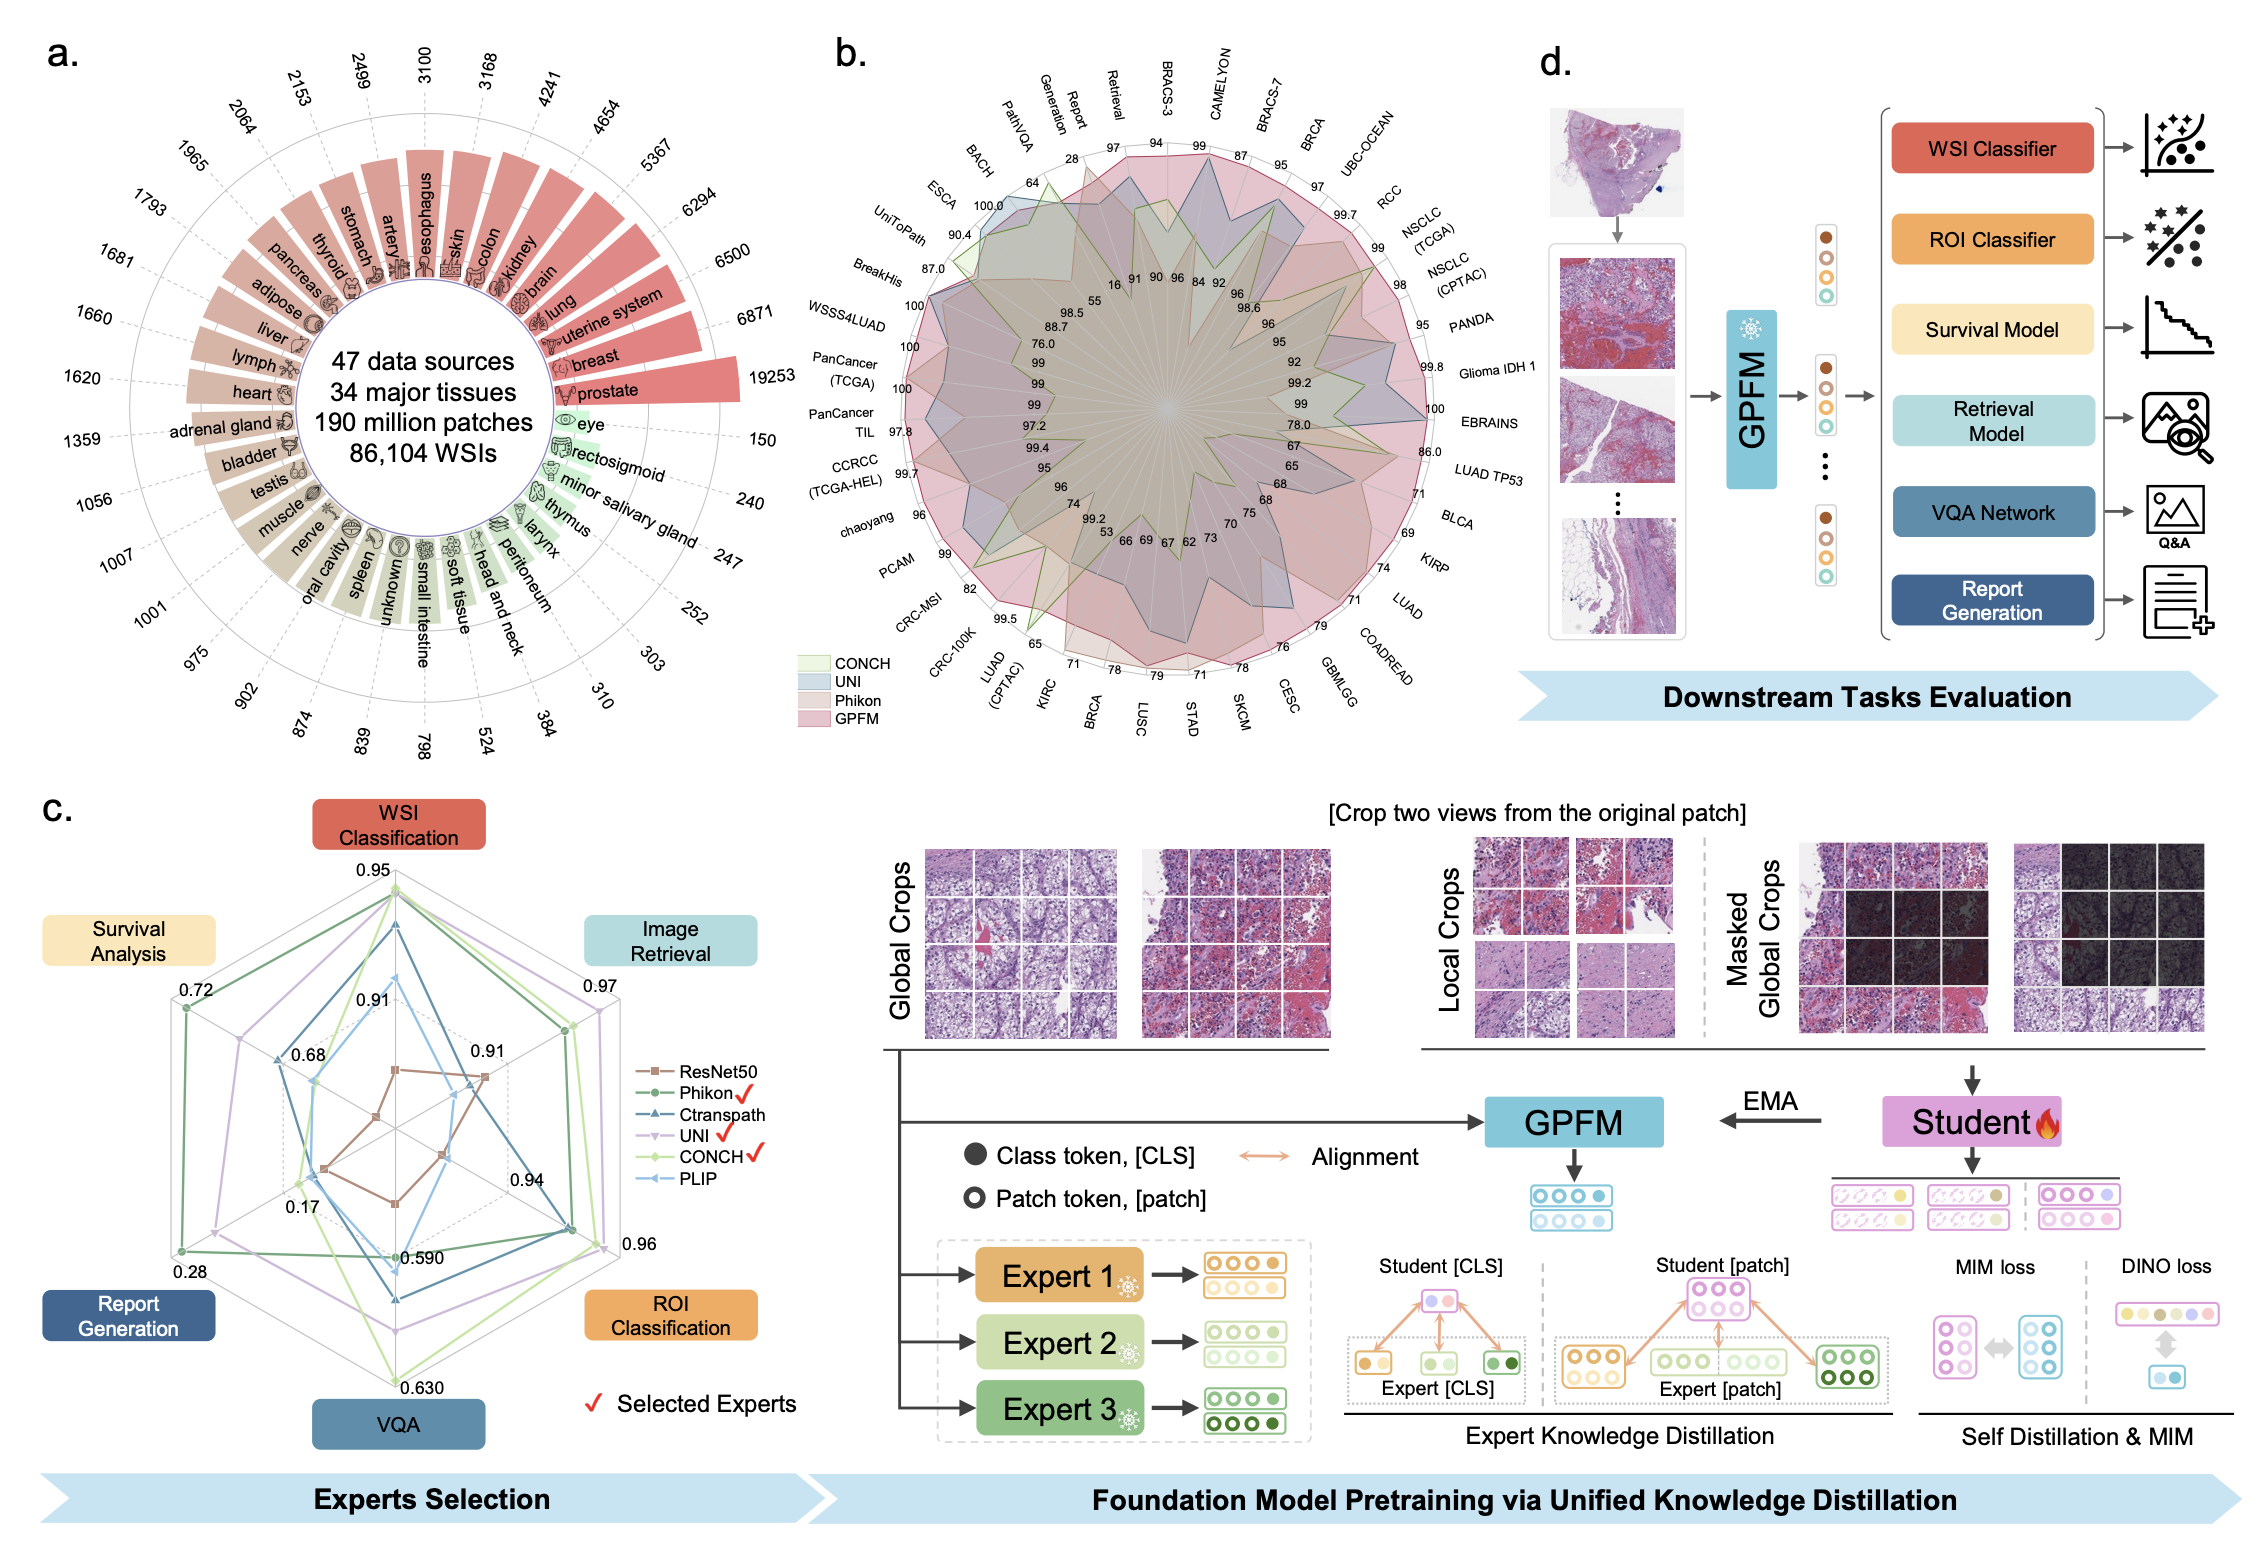 a.
3100
3168
4241
4654
5367
6294
6500
6871
19253
150
240
247
252
303
310
384
524
798
839
874
902
975
1001
1007
1056
1359
1620
1660
1681
1793
1965
2064
2153
2499
oesophagus
skin
colon
kidney
brain
lung
uterine system
breast
prostate
eye
rectosigmoid
minor salivary gland
thymus
larynx
peritoneum
head and neck
soft tissue
small intestine
unknown
spleen
oral cavity
nerve
muscle
testis
bladder
adrenal gland
heart
lymph
liver
adipose
pancreas
thyroid
stomach
artery
47 data sources
34 major tissues
190 million patches
86,104 WSIs
b.
BRACS-3
CAMELYON
BRACS-7
BRCA
UBC-OCEAN
RCC
NSCLC
(TCGA)
NSCLC
(CPTAC)
PANDA
Glioma IDH 1
EBRAINS
LUAD TP53
BLCA
KIRP
LUAD
COADREAD
GBMLGG
CESC
SKCM
STAD
LUSC
BRCA
KIRC
LUAD
(CPTAC)
CRC-100K
CRC-MSI
PCAM
chaoyang
CCRCC
(TCGA-HEL)
PanCancer
TIL
PanCancer
(TCGA)
WSSS4LUAD
BreakHis
UniToPath
ESCA
BACH
PathVQA
Report
Generation
Retrieval
94
99
87
95
97
99.7
99
98
95
99.8
100
86.0
71
69
74
71
79
76
78
71
79
78
71
65
99.5
82
99
96
99.7
97.8
100
100
100
87.0
90.4
100.0
64
28
97
90
96
84
92
96
98.6
96
95
92
99.2
99
78.0
67
65
68
68
75
70
73
62
67
69
66
53
99.2
74
96
95
99.4
97.2
99
99
99
76.0
88.7
98.5
55
16
91
CONCH
UNI
Phikon
GPFM
d.
GPFM
WSI Classifier
ROI Classifier
Survival Model
Retrieval
Model
VQA Network
Report
Generation
Q&A
Downstream Tasks Evaluation
c.
WSI
Classification
Survival
Analysis
Image
Retrieval
Report
Generation
ROI
Classification
VQA
0.95
0.91
0.97
0.91
0.72
0.68
0.94
0.96
0.17
0.28
0.590
0.630
ResNet50
Phikon
Ctranspath
UNI
CONCH
PLIP
Selected Experts
Experts Selection
[Crop two views from the original patch]
Global Crops
Local Crops
Masked
Global Crops
GPFM
EMA
Student
Class token, [CLS]
Alignment
Patch token, [patch]
Expert 1
Expert 2
Expert 3
Student [CLS]
Expert [CLS]
Student [patch]
Expert [patch]
MIM loss
DINO loss
Expert Knowledge Distillation
Self Distillation & MIM
Foundation Model Pretraining via Unified Knowledge Distillation